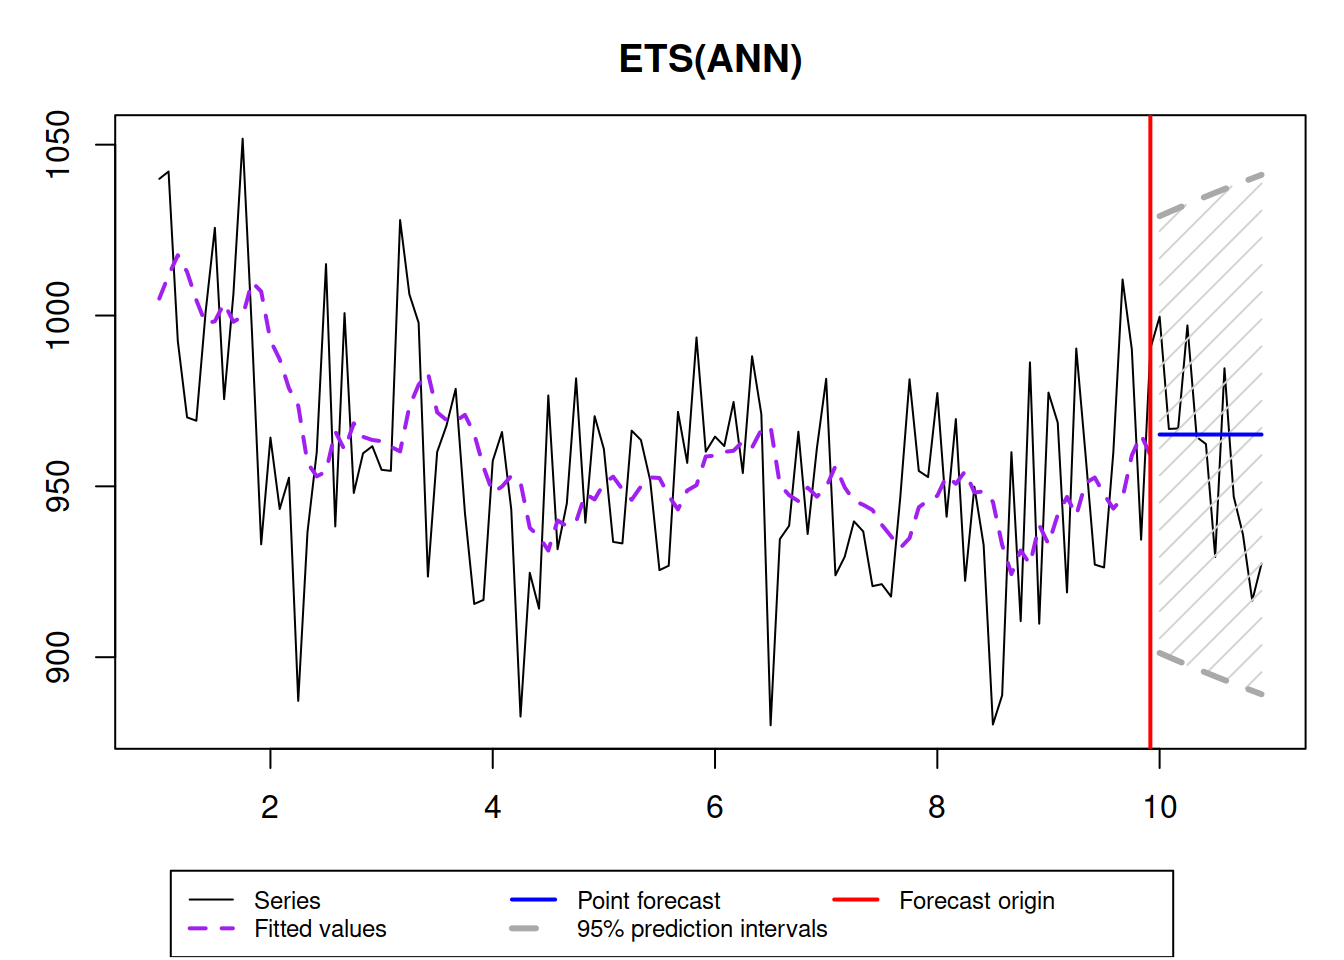 ETS(ANN)
1050
1000
950
900
2 4 6 8 10
Series Point forecast Forecast origin
Fitted values 95% prediction intervals